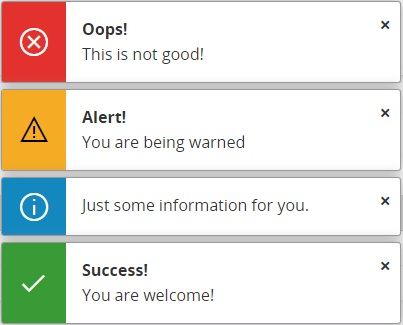 Oops!
This is not good!
Alert!
You are being warned
Just some information for you.
Success!
You are welcome!